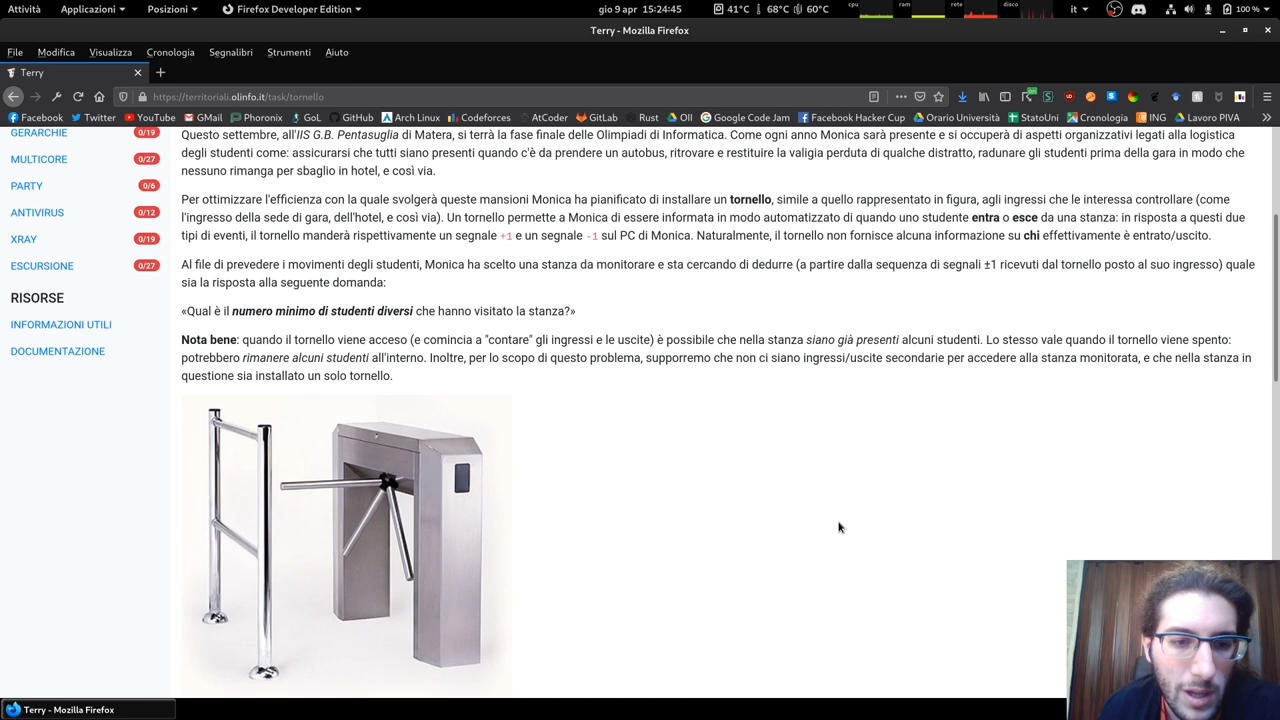 Attività Applicazioni Posizioni Firefox Developer Edition gio 9 apr 15:24:45 41°C 68°C 60°C cpu ram rete disco it 100 %
Terry - Mozilla Firefox
File Modifica Visualizza Cronologia Segnalibri Strumenti Aiuto
Terry
https://territoriali.olinfo.it/task/tornello
Facebook Twitter YouTube GMail Phoronix GoL GitHub Arch Linux Codeforces AtCoder GitLab OII Google Code Jam Facebook Hacker Cup Rust Orario Università StatoUni Cronologia ING Lavoro PIVA
GERARCHIE 0/19
MULTICORE 0/27
PARTY 0/6
ANTIVIRUS 0/12
XRAY 0/19
ESCURSIONE 0/27
RISORSE
INFORMAZIONI UTILI
DOCUMENTAZIONE
Questo settembre, all'IIS G.B. Pentasuglia di Matera, si terrà la fase finale delle Olimpiadi di Informatica. Come ogni anno Monica sarà presente e si occuperà di aspetti organizzativi legati alla logistica
degli studenti come: assicurarsi che tutti siano presenti quando c'è da prendere un autobus, ritrovare e restituire la valigia perduta di qualche distratto, radunare gli studenti prima della gara in modo che
nessuno rimanga per sbaglio in hotel, e così via.
Per ottimizzare l'efficienza con la quale svolgerà queste mansioni Monica ha pianificato di installare un tornello, simile a quello rappresentato in figura, agli ingressi che le interessa controllare (come
l'ingresso della sede di gara, dell'hotel, e così via). Un tornello permette a Monica di essere informata in modo automatizzato di quando uno studente entra o esce da una stanza: in risposta a questi due
tipi di eventi, il tornello manderà rispettivamente un segnale +1 e un segnale -1 sul PC di Monica. Naturalmente, il tornello non fornisce alcuna informazione su chi effettivamente è entrato/uscito.
Al file di prevedere i movimenti degli studenti, Monica ha scelto una stanza da monitorare e sta cercando di dedurre (a partire dalla sequenza di segnali ±1 ricevuti dal tornello posto al suo ingresso) quale
sia la risposta alla seguente domanda:
«Qual è il numero minimo di studenti diversi che hanno visitato la stanza?»
Nota bene: quando il tornello viene acceso (e comincia a "contare" gli ingressi e le uscite) è possibile che nella stanza siano già presenti alcuni studenti. Lo stesso vale quando il tornello viene spento:
potrebbero rimanere alcuni studenti all'interno. Inoltre, per lo scopo di questo problema, supporremo che non ci siano ingressi/uscite secondarie per accedere alla stanza monitorata, e che nella stanza in
questione sia installato un solo tornello.
Terry - Mozilla Firefox